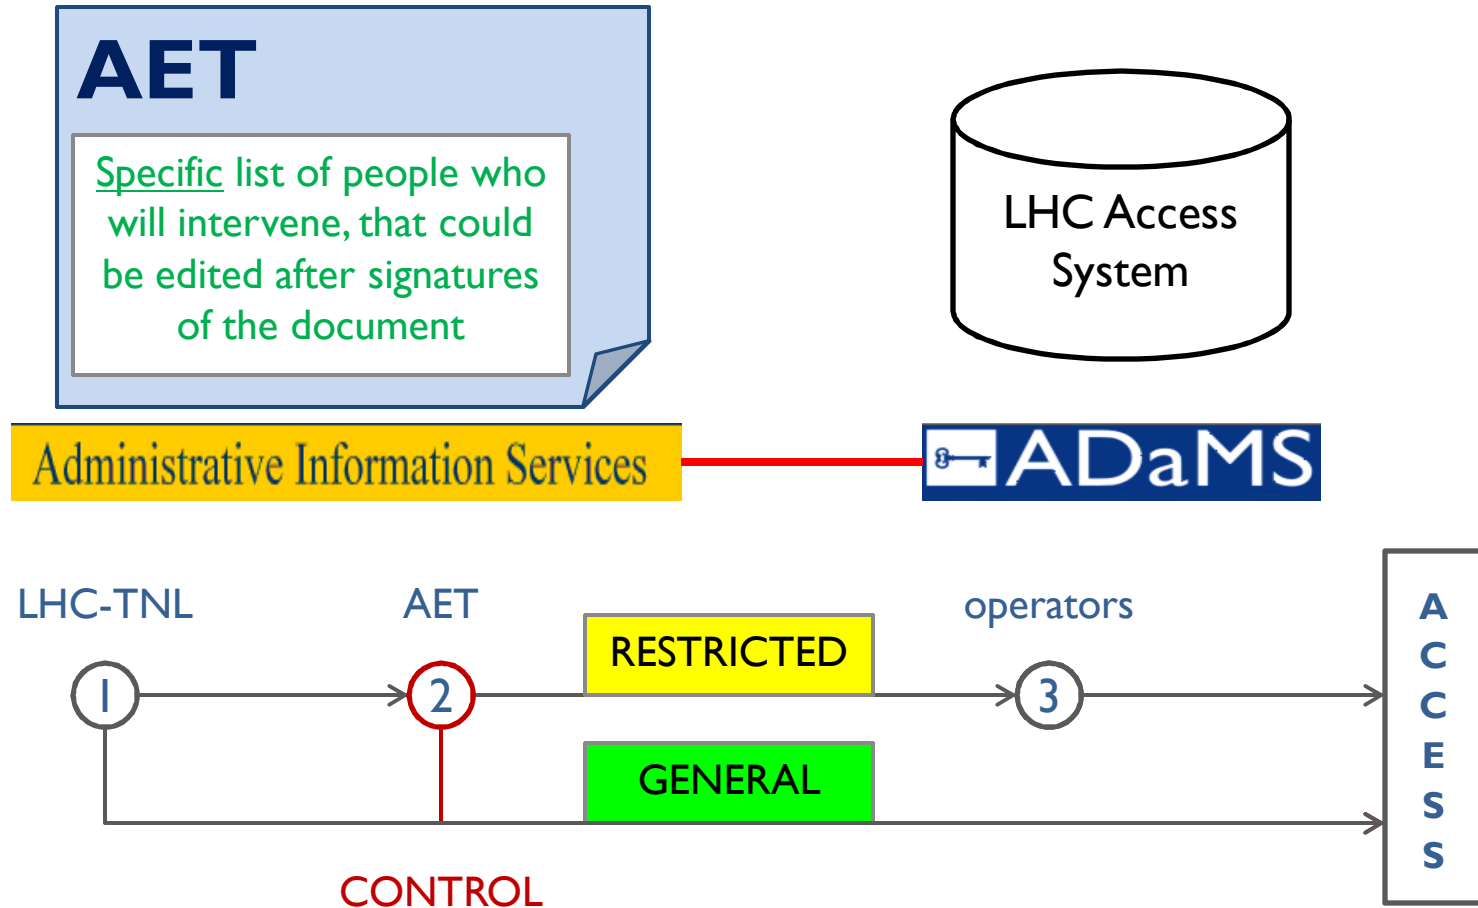 AET
Specific list of people who
will intervene, that could
be edited after signatures
of the document
LHC Access
System
Administrative Information Services
ADaMS
LHC-TNL
AET
RESTRICTED
operators
1
2
3
GENERAL
CONTROL
A
C
C
E
S
S